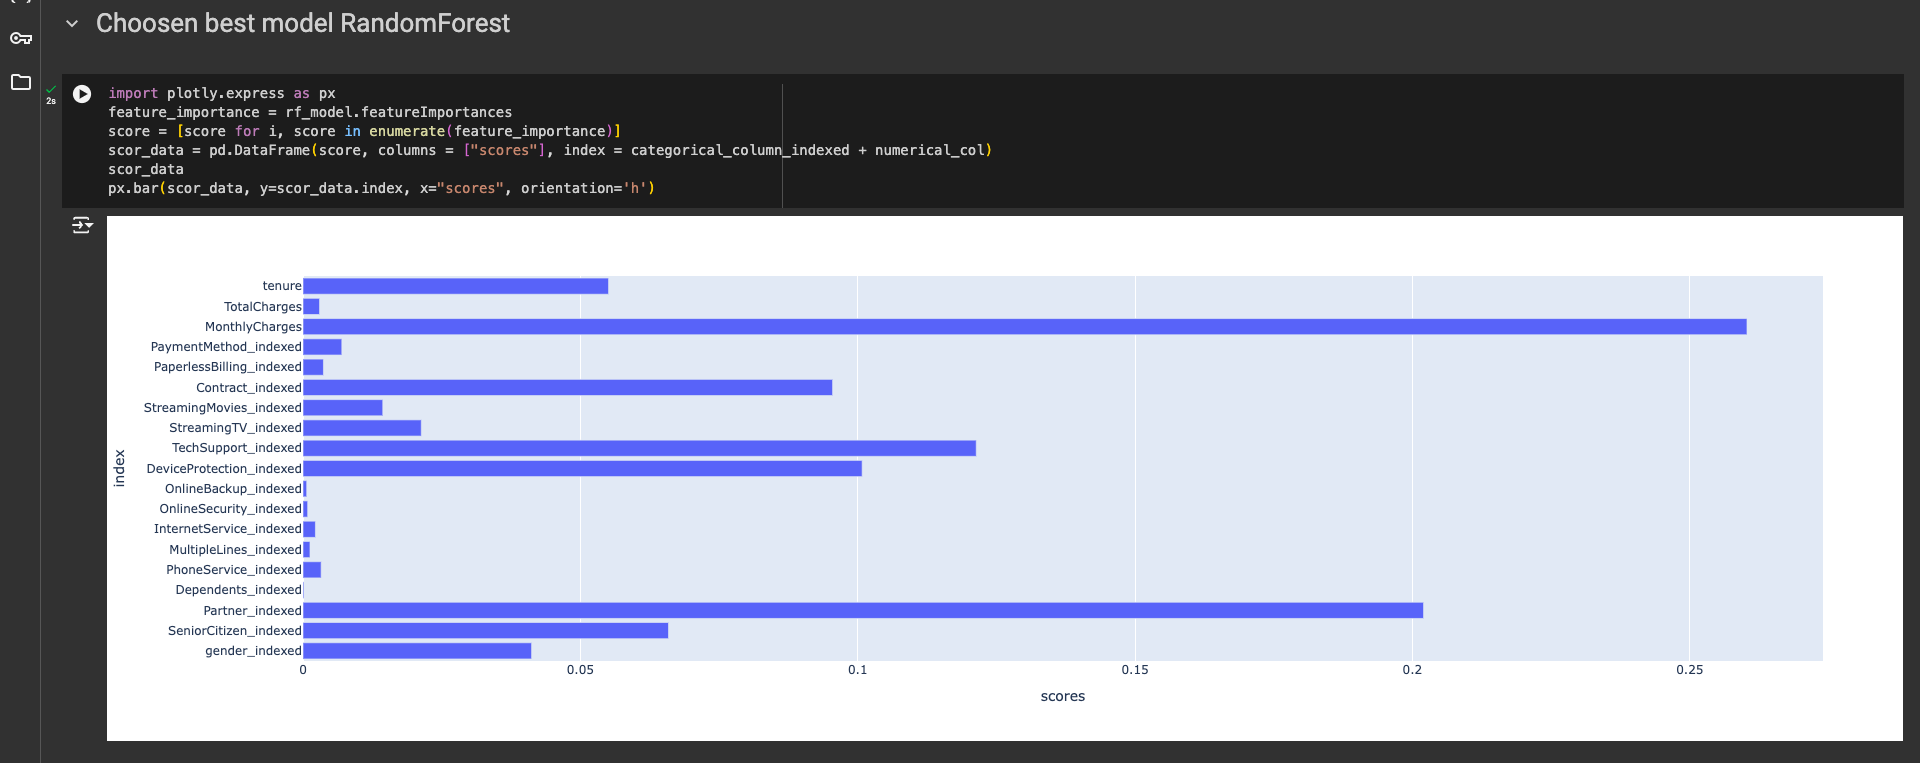 Choosen best model RandomForest
2s
import plotly.express as px
feature_importance = rf_model.featureImportances
score = [score for i, score in enumerate(feature_importance)]
scor_data = pd.DataFrame(score, columns = ["scores"], index = categorical_column_indexed + numerical_col)
scor_data
px.bar(scor_data, y=scor_data.index, x="scores", orientation='h')
tenure
TotalCharges
MonthlyCharges
PaymentMethod_indexed
PaperlessBilling_indexed
Contract_indexed
StreamingMovies_indexed
StreamingTV_indexed
TechSupport_indexed
DeviceProtection_indexed
OnlineBackup_indexed
OnlineSecurity_indexed
InternetService_indexed
MultipleLines_indexed
PhoneService_indexed
Dependents_indexed
Partner_indexed
SeniorCitizen_indexed
gender_indexed
index
0 0.05 0.1 0.15 0.2 0.25
scores